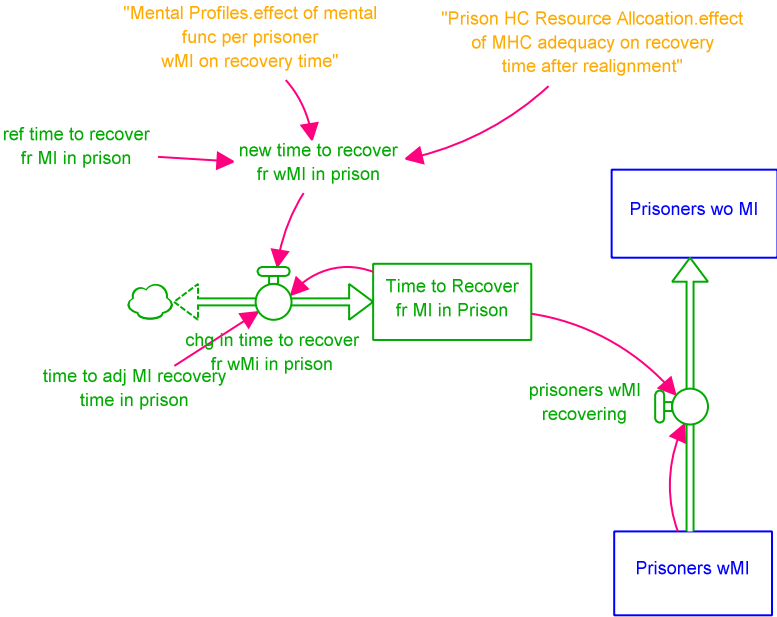 "Mental Profiles.effect of mental
func per prisoner
wMI on recovery time"
"Prison HC Resource Allcoation.effect
of MHC adequacy on recovery
time after realignment"
ref time to recover
fr MI in prison
new time to recover
fr wMI in prison
Prisoners wo MI
Time to Recover
fr MI in Prison
chg in time to recover
fr wMi in prison
time to adj MI recovery
time in prison
prisoners wMI
recovering
Prisoners wMI